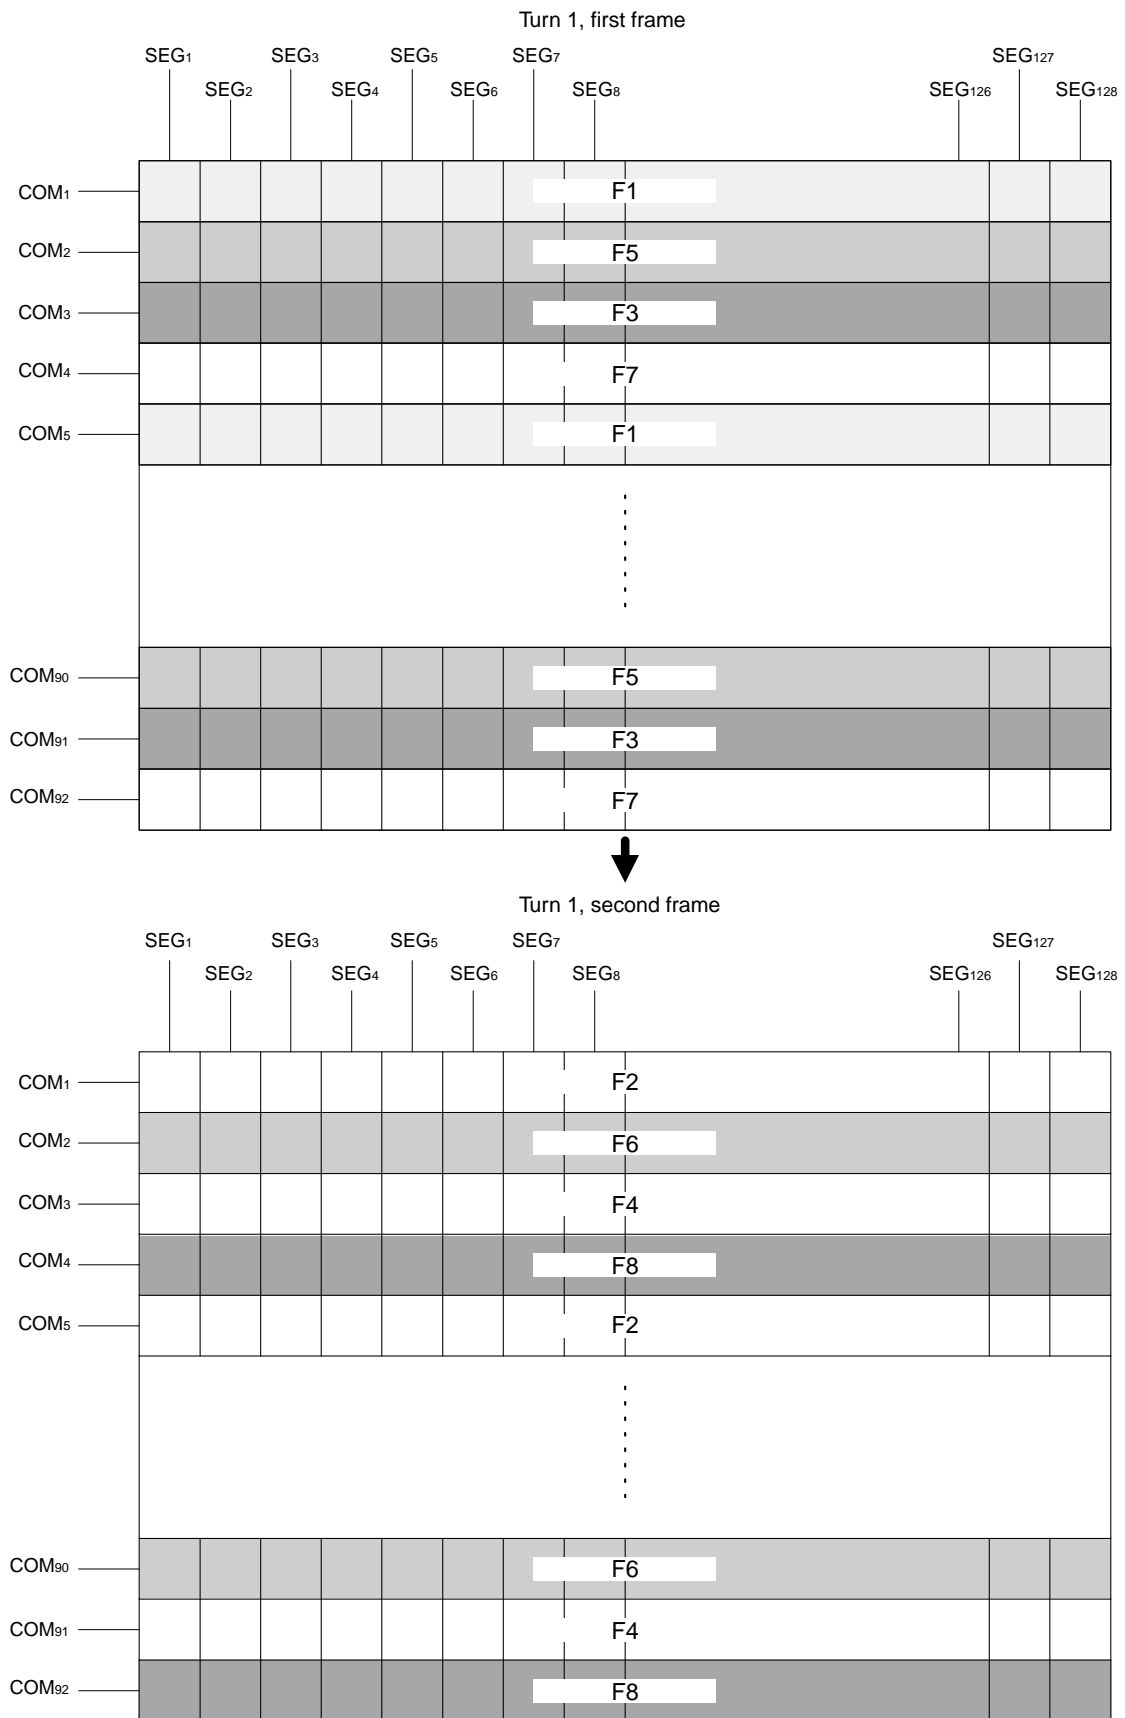 Turn 1, first frame
SEG1 SEG3 SEG5 SEG7 SEG127
SEG2 SEG4 SEG6 SEG8 SEG126 SEG128
COM1 F1
COM2 F5
COM3 F3
COM4 F7
COM5 F1
COM90 F5
COM91 F3
COM92 F7
Turn 1, second frame
SEG1 SEG3 SEG5 SEG7 SEG127
SEG2 SEG4 SEG6 SEG8 SEG126 SEG128
COM1 F2
COM2 F6
COM3 F4
COM4 F8
COM5 F2
COM90 F6
COM91 F4
COM92 F8